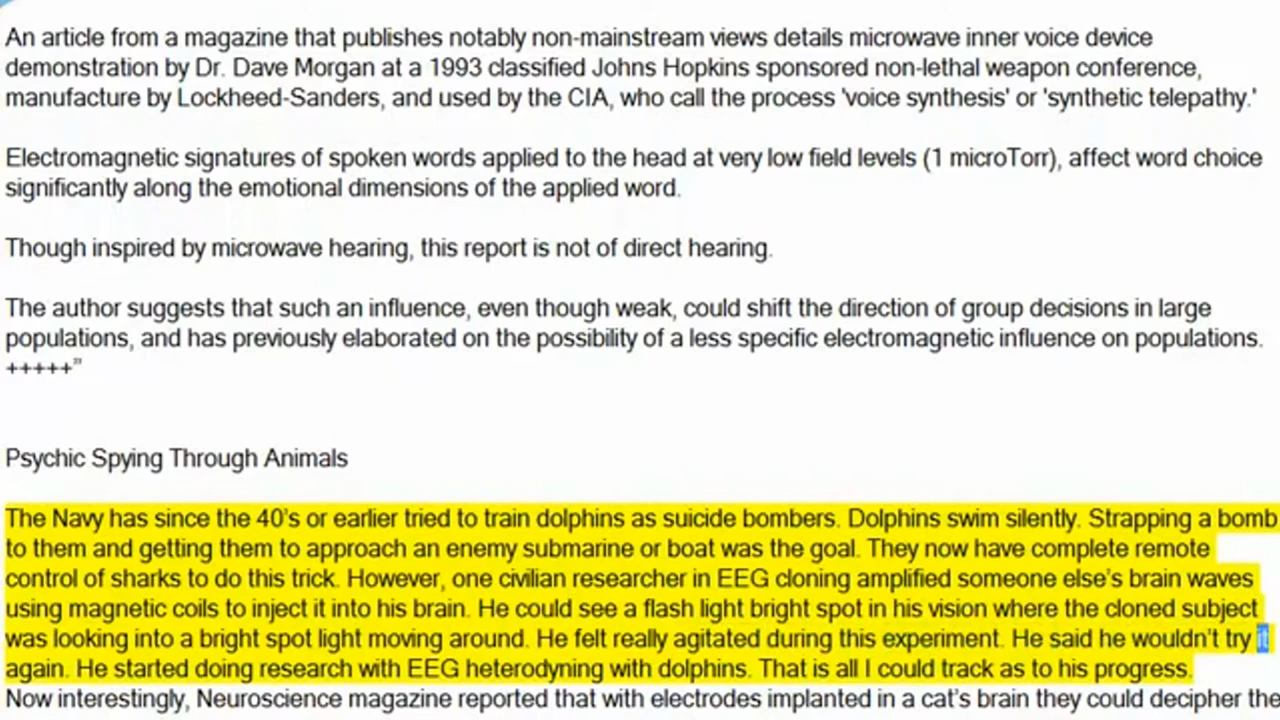 An article from a magazine that publishes notably non-mainstream views details microwave inner voice device
demonstration by Dr. Dave Morgan at a 1993 classified Johns Hopkins sponsored non-lethal weapon conference,
manufacture by Lockheed-Sanders, and used by the CIA, who call the process 'voice synthesis' or 'synthetic telepathy.'
Electromagnetic signatures of spoken words applied to the head at very low field levels (1 microTorr), affect word choice
significantly along the emotional dimensions of the applied word.
Though inspired by microwave hearing, this report is not of direct hearing.
The author suggests that such an influence, even though weak, could shift the direction of group decisions in large
populations, and has previously elaborated on the possibility of a less specific electromagnetic influence on populations.
+++++”
Psychic Spying Through Animals
The Navy has since the 40’s or earlier tried to train dolphins as suicide bombers. Dolphins swim silently. Strapping a bomb
to them and getting them to approach an enemy submarine or boat was the goal. They now have complete remote
control of sharks to do this trick. However, one civilian researcher in EEG cloning amplified someone else’s brain waves
using magnetic coils to inject it into his brain. He could see a flash light bright spot in his vision where the cloned subject
was looking into a bright spot light moving around. He felt really agitated during this experiment. He said he wouldn’t try it
again. He started doing research with EEG heterodyning with dolphins. That is all I could track as to his progress.
Now interestingly, Neuroscience magazine reported that with electrodes implanted in a cat’s brain they could decipher the